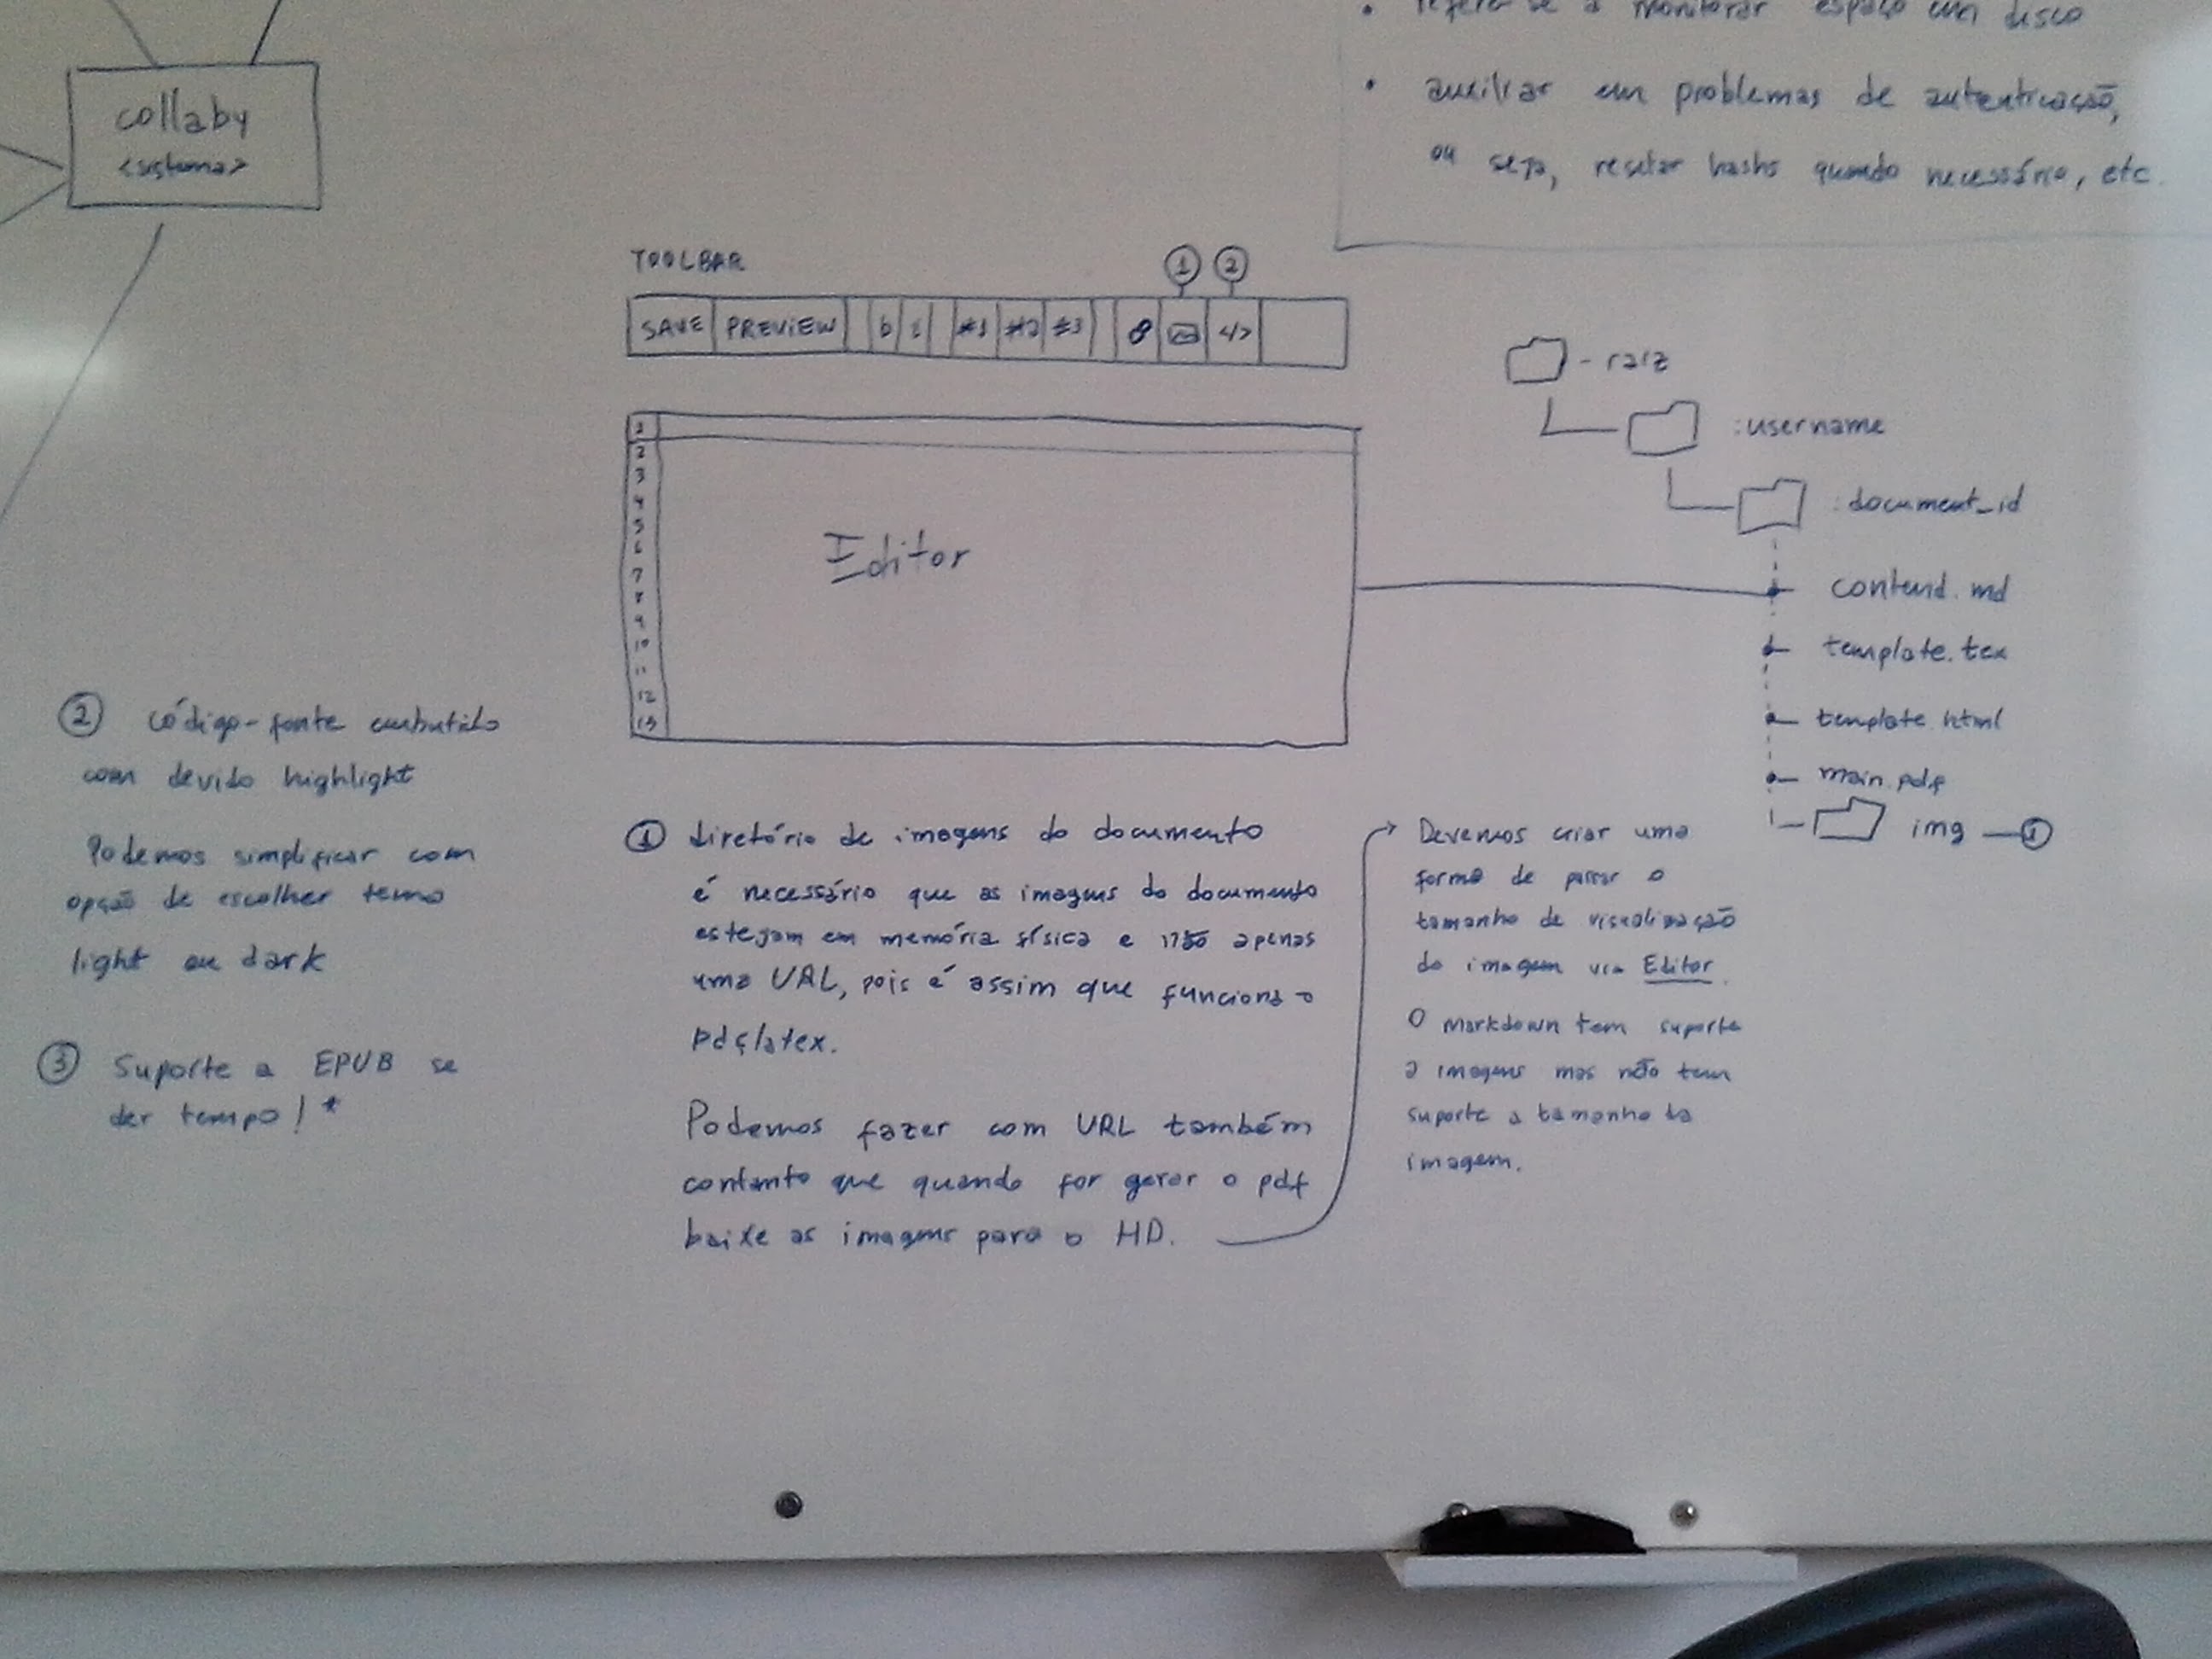 collaby
<sistema>
refere-se a monitorar espaço em disco
• auxiliar em problemas de autenticação,
ou seja, resetar hashs quando necessário, etc.
TOOLBAR
1 2
SAVE PREVIEW b i #1 #2 #3 </>
1
2
3
4
5
6
7
8
9
10
11
12
13
Editor
- raiz
:username
:document_id
contend.md
template.tex
template.html
main.pdf
img 1
2 código-fonte embutido
com devido highlight
Podemos simplificar com
opção de escolher tema
light ou dark
3 Suporte a EPUB se
der tempo! *
1 diretório de imagens do documento
é necessário que as imagens do documento
estejam em memória física e não apenas
uma URL, pois é assim que funciona o
pdflatex.
Podemos fazer com URL também
contanto que quando for gerar o pdf
baixe as imagens para o HD.
Devemos criar uma
forma de passar o
tamanho de visualização
da imagem via Editor.
O markdown tem suporte
a imagens mas não tem
suporte a tamanho da
imagem.